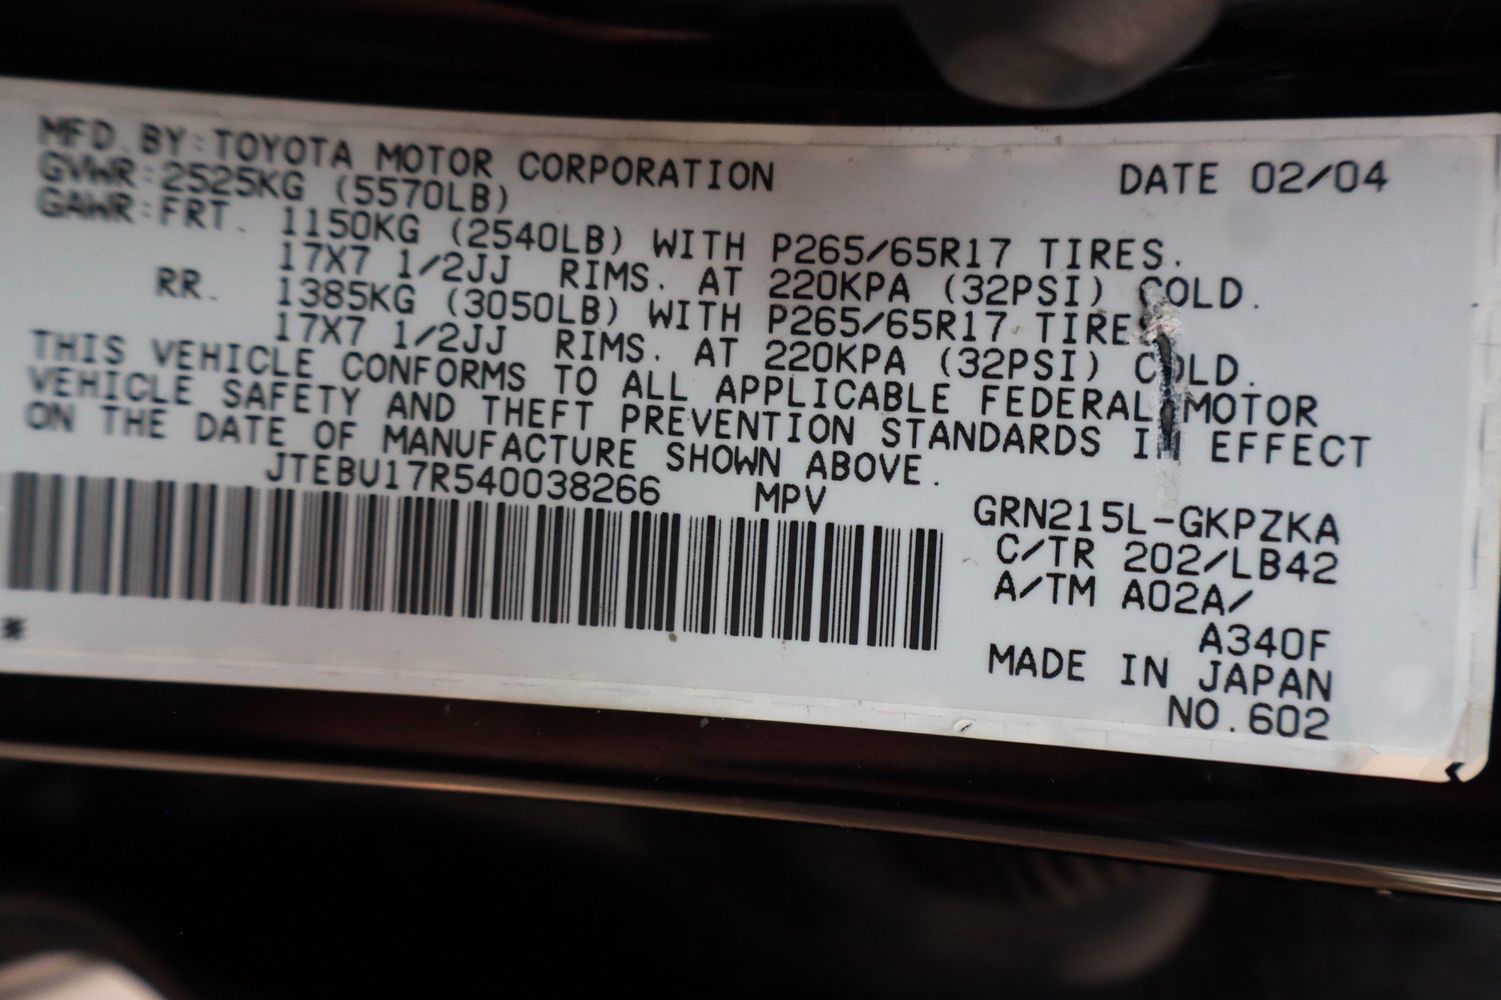 MFD. BY:TOYOTA MOTOR CORPORATION DATE 02/04
GVWR:2525KG (5570LB)
GAWR:FRT. 1150KG (2540LB) WITH P265/65R17 TIRES.
17X7 1/2JJ RIMS. AT 220KPA (32PSI) COLD.
RR. 1385KG (3050LB) WITH P265/65R17 TIRES
17X7 1/2JJ RIMS. AT 220KPA (32PSI) COLD.
THIS VEHICLE CONFORMS TO ALL APPLICABLE FEDERAL MOTOR
VEHICLE SAFETY AND THEFT PREVENTION STANDARDS IN EFFECT
ON THE DATE OF MANUFACTURE SHOWN ABOVE.
JTEBU17R540038266 MPV GRN215L-GKPZKA
C/TR 202/LB42
A/TM A02A/
A340F
MADE IN JAPAN
NO.602
*